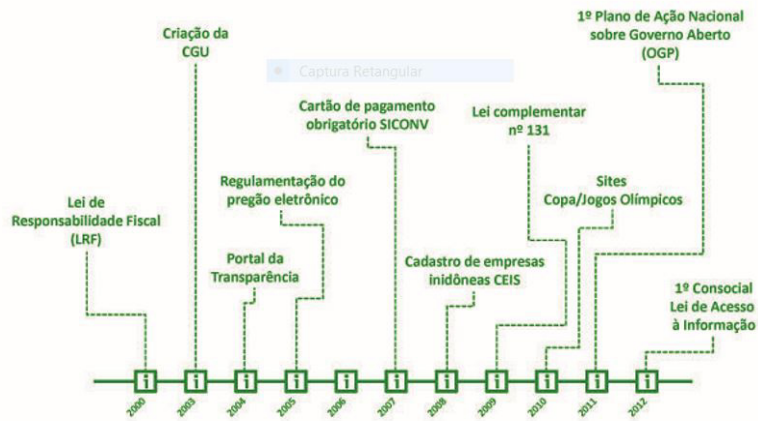 1º Plano de Ação Nacional
sobre Governo Aberto
(OGP)
Criação da
CGU
Captura Retangular
Cartão de pagamento
obrigatório SICONV
Lei complementar
nº 131
Regulamentação do
pregão eletrônico
Sites
Copa/Jogos Olímpicos
Lei de
Responsabilidade Fiscal
(LRF)
Portal da
Transparência
Cadastro de empresas
inidôneas CEIS
1º Consocial
Lei de Acesso
à Informação
i i i i i i i i i i i
2000 2003 2004 2005 2006 2007 2008 2009 2010 2011 2012